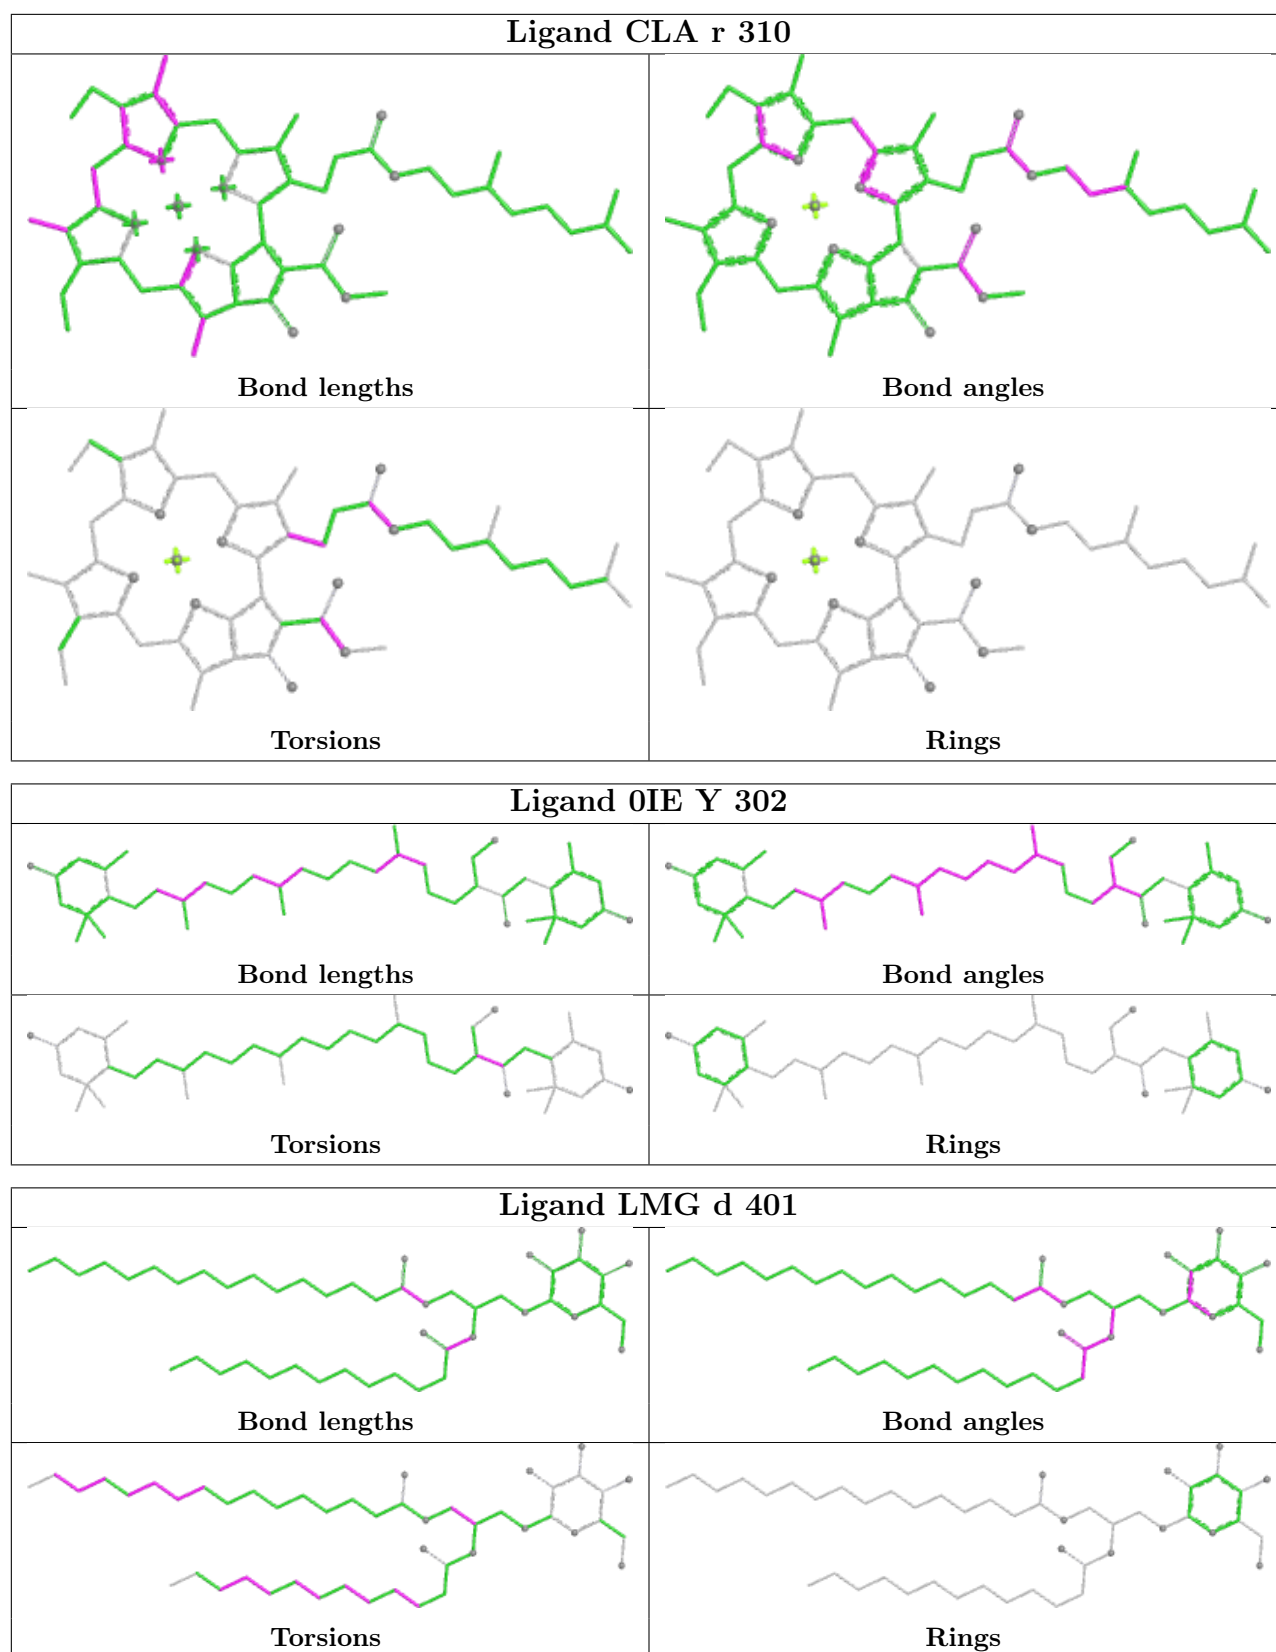 Ligand CLA r 310
Bond lengths
Bond angles
Torsions
Rings
Ligand 0IE Y 302
Bond lengths
Bond angles
Torsions
Rings
Ligand LMG d 401
Bond lengths
Bond angles
Torsions
Rings